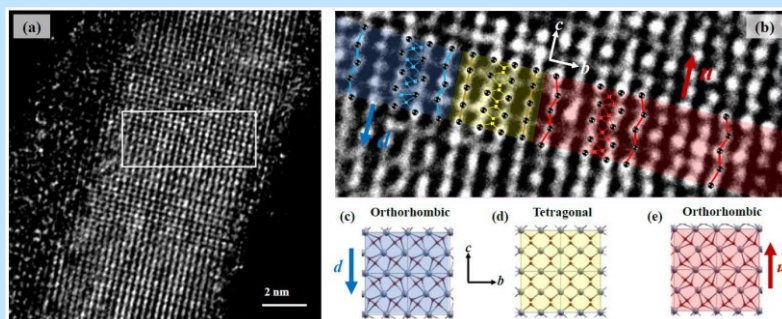 (a)
2 nm
(b)
c
b
u
d
(c)
Orthorhombic
d
c
b
(d)
Tetragonal
(e)
Orthorhombic
u